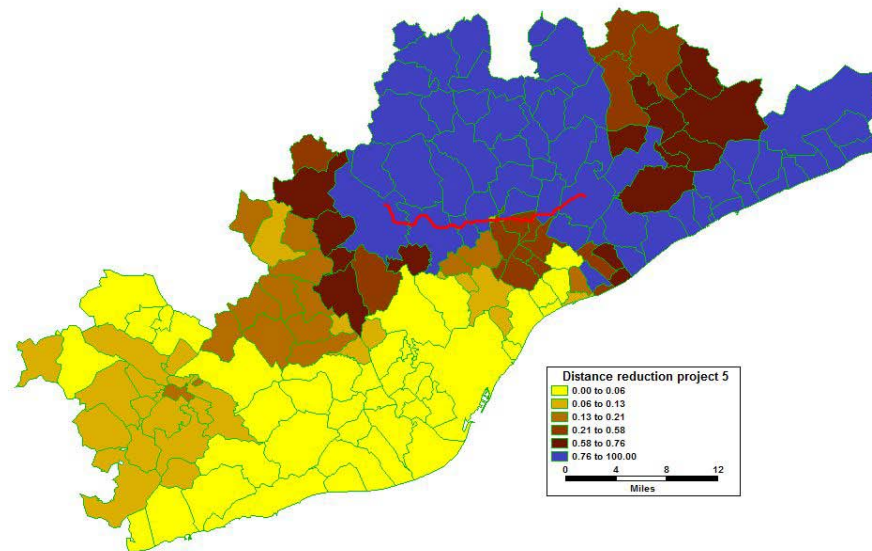 Distance reduction project 5
0.00 to 0.06
0.06 to 0.13
0.13 to 0.21
0.21 to 0.58
0.58 to 0.76
0.76 to 100.00
0 4 8 12
Miles